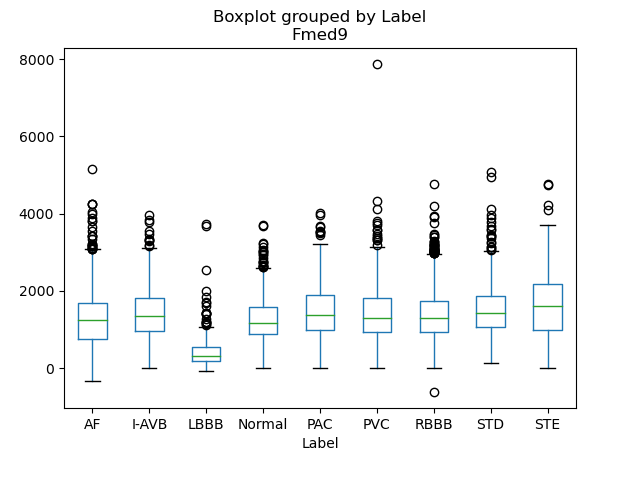 Boxplot grouped by Label
Fmed9
8000
6000
4000
2000
0
AF I-AVB LBBB Normal PAC PVC RBBB STD STE
Label